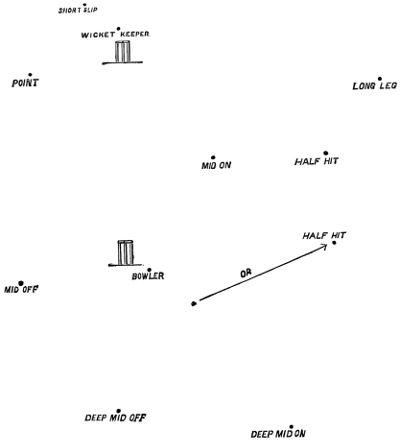 SHORT SLIP
WICKET KEEPER
POINT
LONG LEG
MID ON
HALF HIT
HALF HIT
OR
BOWLER
MID OFF
DEEP MID OFF
DEEP MID ON